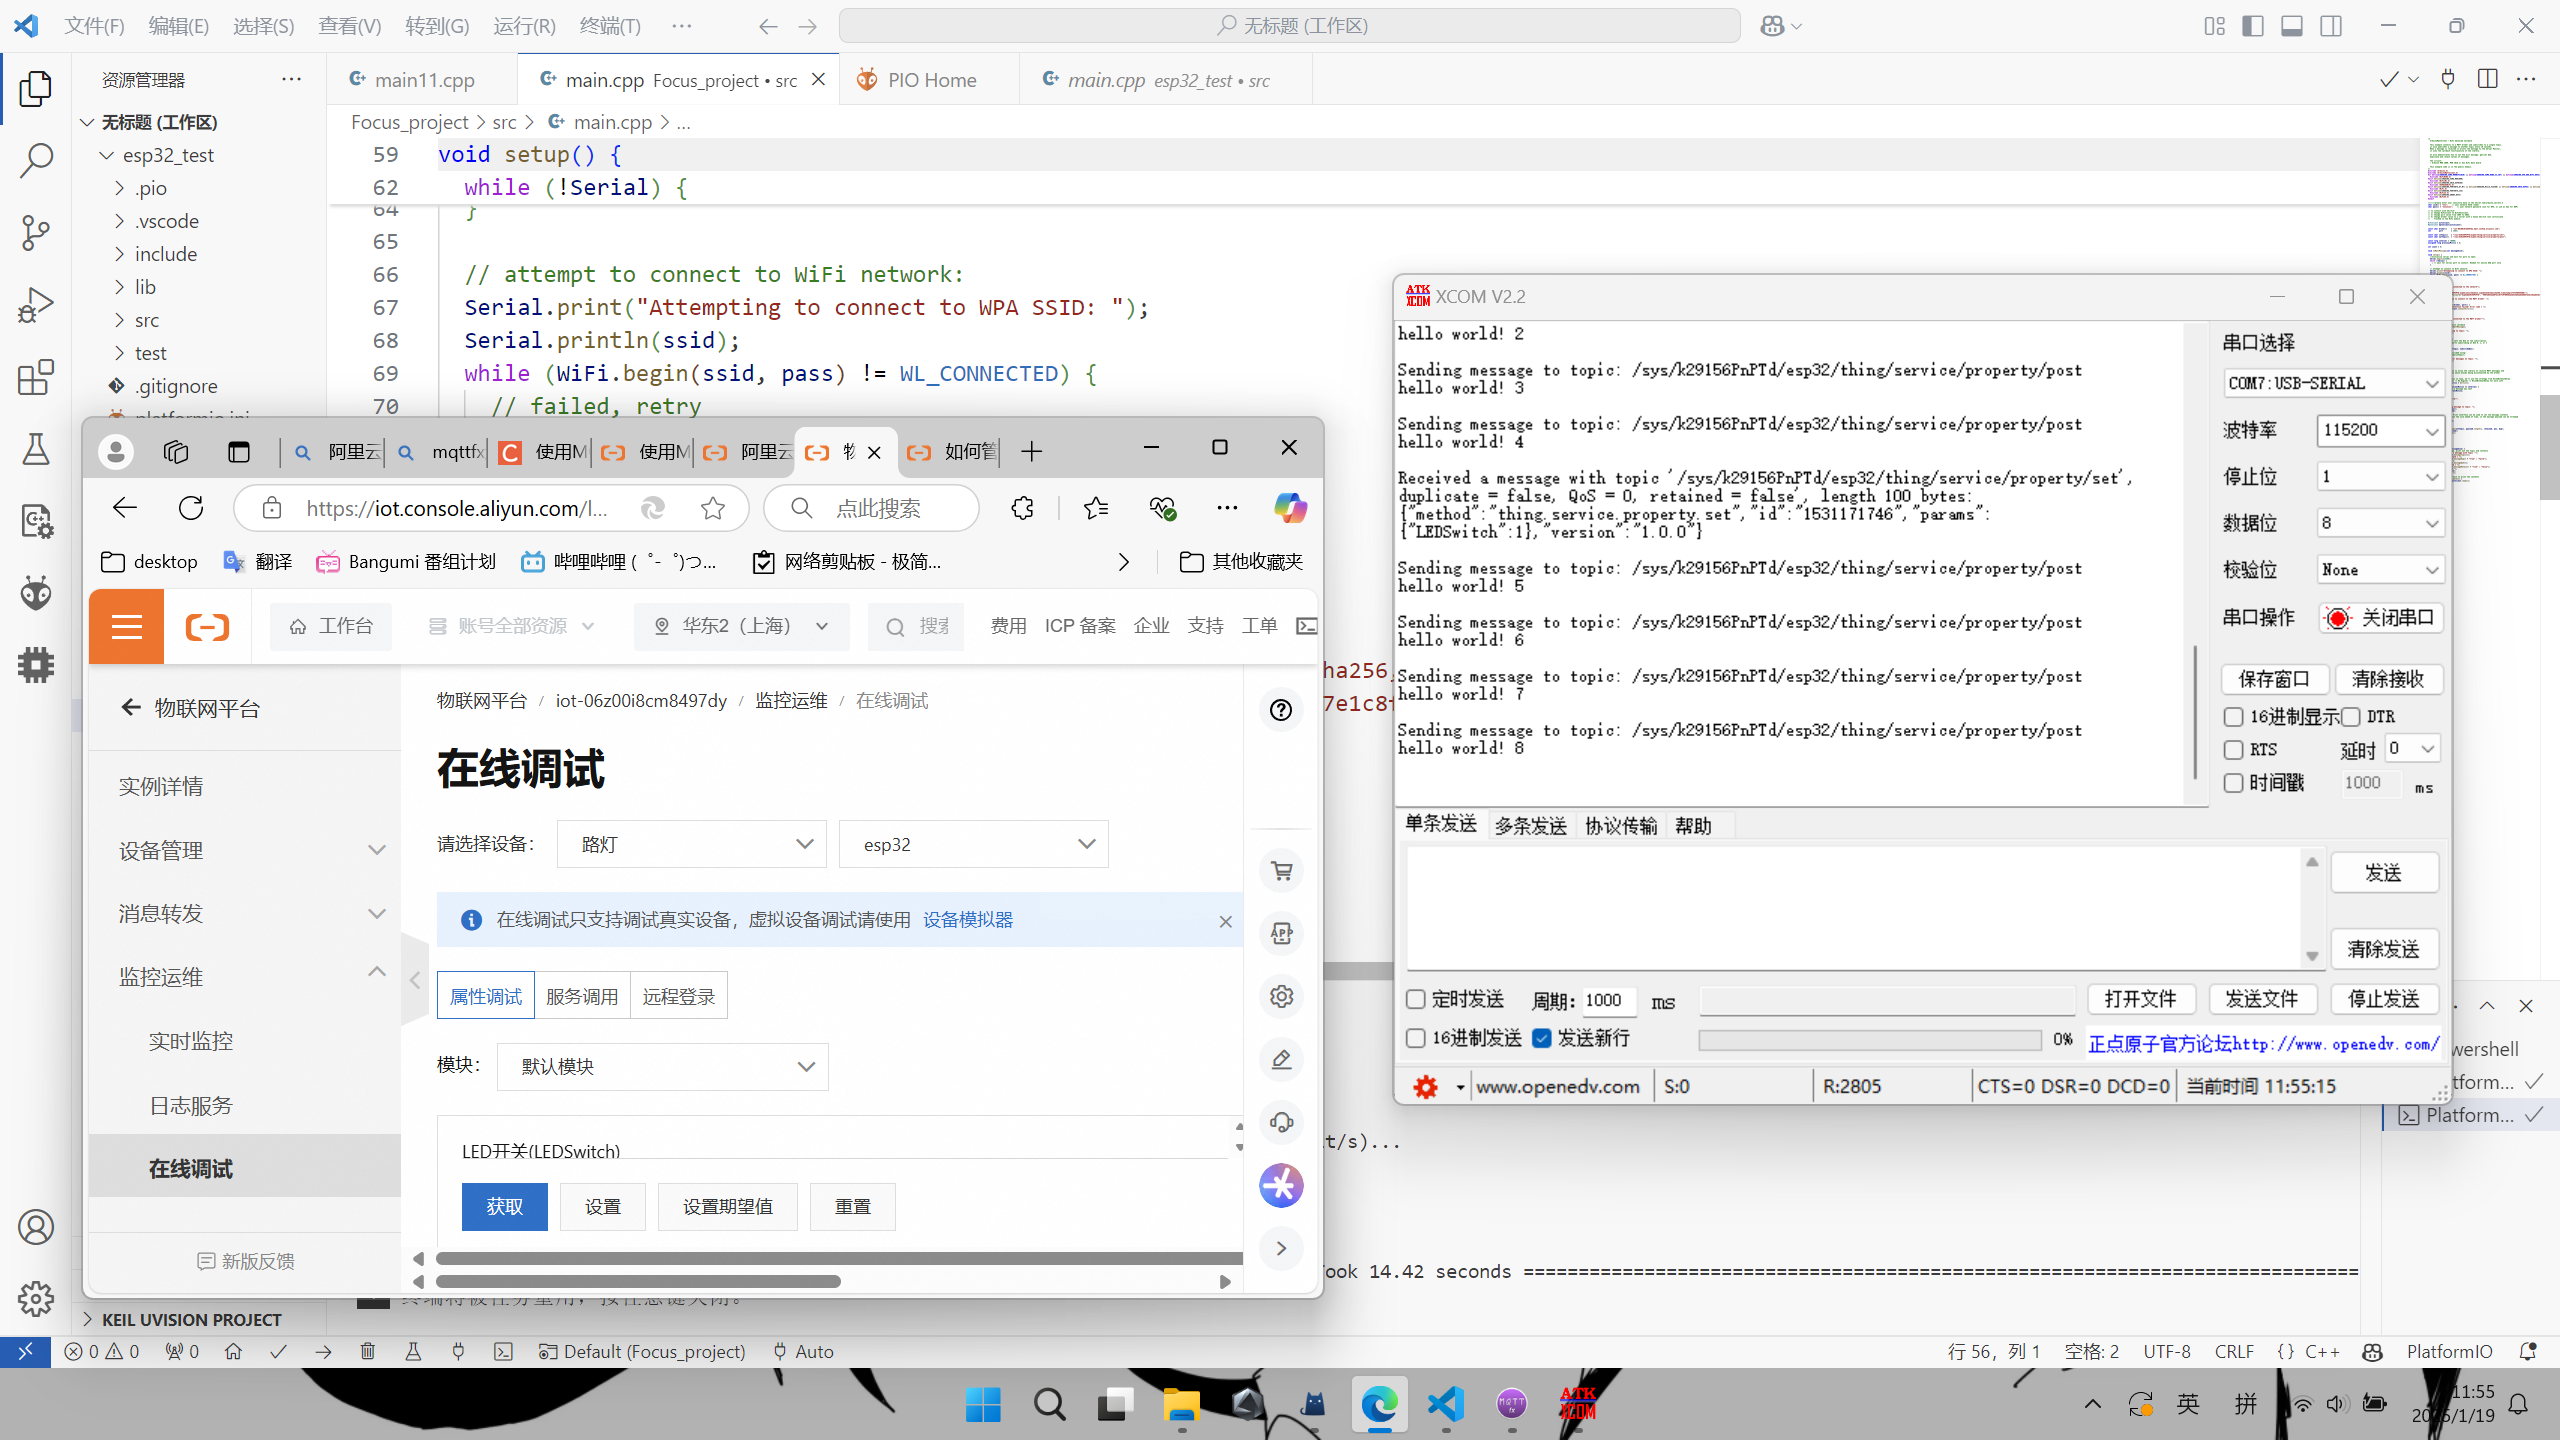 文件(F) 编辑(E) 选择(S) 查看(V) 转到(G) 运行(R) 终端(T) ···
无标题 (工作区)
资源管理器
main11.cpp
main.cpp Focus_project • src
PIO Home
main.cpp esp32_test • src
无标题 (工作区)
esp32_test
.pio
.vscode
include
lib
src
test
.gitignore
platformio.ini
Focus_project > src > main.cpp > ...
59 void setup() {
62 while (!Serial) {
64 }
65
66 // attempt to connect to WiFi network:
67 Serial.print("Attempting to connect to WPA SSID: ");
68 Serial.println(ssid);
69 while (WiFi.begin(ssid, pass) != WL_CONNECTED) {
70 // failed, retry
ha256,
7e1c8f
阿里云
mqttfx
使用M
使用M
阿里云
物
如何管
https://iot.console.aliyun.com/l...
点此搜索
desktop
翻译
Bangumi 番组计划
哔哩哔哩 (゜-゜)つ...
网络剪贴板 - 极简...
其他收藏夹
工作台
账号全部资源
华东2（上海）
搜索
费用 ICP 备案 企业 支持 工单
物联网平台
实例详情
设备管理
消息转发
监控运维
实时监控
日志服务
在线调试
新版反馈
物联网平台 / iot-06z00i8cm8497dy / 监控运维 / 在线调试
在线调试
请选择设备：
路灯
esp32
在线调试只支持调试真实设备，虚拟设备调试请使用 设备模拟器
属性调试 服务调用 远程登录
模块：
默认模块
LED开关(LEDSwitch)
获取 设置 设置期望值 重置
APP
ATK XCOM
XCOM V2.2
hello world! 2
Sending message to topic: /sys/k29156PnPTd/esp32/thing/service/property/post
hello world! 3
Sending message to topic: /sys/k29156PnPTd/esp32/thing/service/property/post
hello world! 4
Received a message with topic '/sys/k29156PnPTd/esp32/thing/service/property/set',
duplicate = false, QoS = 0, retained = false', length 100 bytes:
{"method":"thing.service.property.set","id":"1531171746","params":
{"LEDSwitch":1},"version":"1.0.0"}
Sending message to topic: /sys/k29156PnPTd/esp32/thing/service/property/post
hello world! 5
Sending message to topic: /sys/k29156PnPTd/esp32/thing/service/property/post
hello world! 6
Sending message to topic: /sys/k29156PnPTd/esp32/thing/service/property/post
hello world! 7
Sending message to topic: /sys/k29156PnPTd/esp32/thing/service/property/post
hello world! 8
串口选择
COM7:USB-SERIAL
波特率 115200
停止位 1
数据位 8
校验位 None
串口操作 关闭串口
保存窗口 清除接收
16进制显示 DTR
RTS 延时 0
时间戳 1000 ms
单条发送 多条发送 协议传输 帮助
发送
清除发送
定时发送 周期: 1000 ms
打开文件 发送文件 停止发送
16进制发送 发送新行 0%
正点原子官方论坛http://www.openedv.com/
www.openedv.com S:0 R:2805 CTS=0 DSR=0 DCD=0 当前时间 11:55:15
wershell
tform...
Platform...
t/s)...
ook 14.42 seconds ============================================================================
终端将被任务重用，按任意键关闭。
KEIL UVISION PROJECT
0 0 0
Default (Focus_project)
Auto
行 56，列 1 空格: 2 UTF-8 CRLF {} C++ PlatformIO
MQTT fx
ATK XCOM
英 拼
11:55
2025/1/19